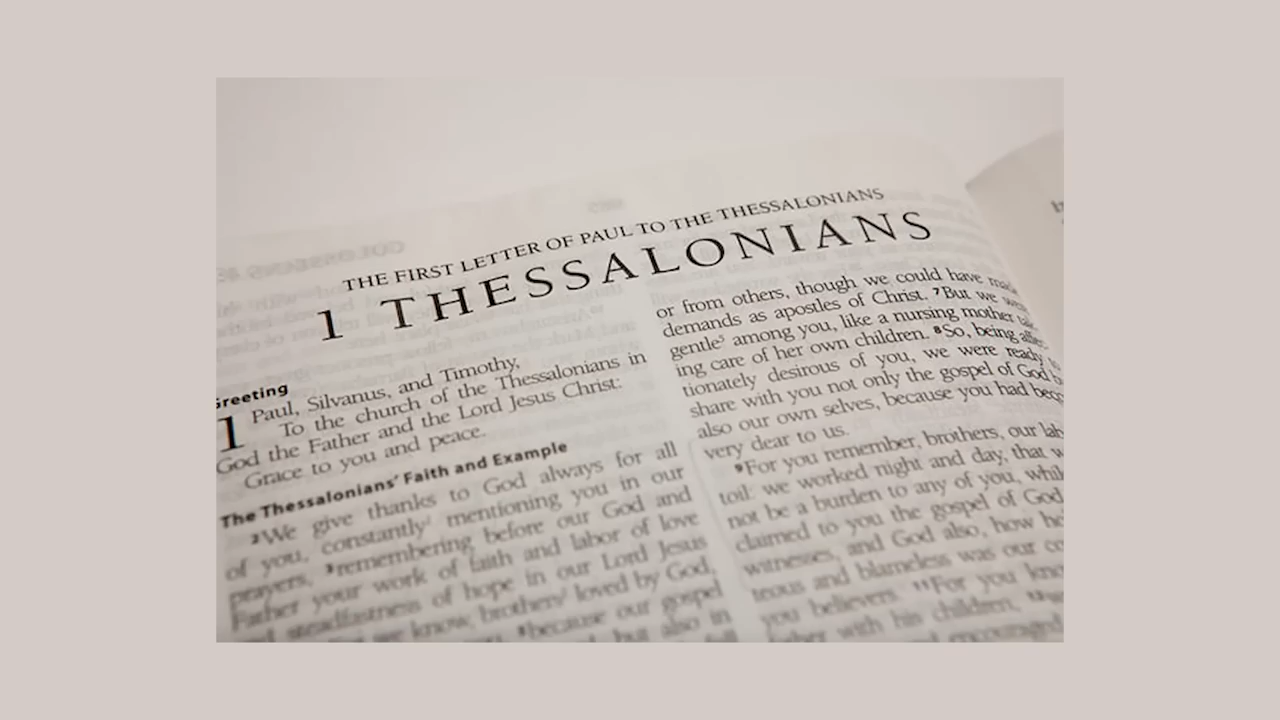 THE FIRST LETTER OF PAUL TO THE THESSALONIANS
1 THESSALONIANS
Greeting
1 Paul, Silvanus, and Timothy,
To the church of the Thessalonians in
God the Father and the Lord Jesus Christ:
Grace to you and peace.
The Thessalonians' Faith and Example
2We give thanks to God always for all
of you, constantly1 mentioning you in our
prayers, 3remembering before our God and
Father your work of faith and labor of love
steadfastness of hope in our Lord Jesus
we know, brothers2 loved by God,
5because our gospel
but also in
or from others, though we could have
demands as apostles of Christ. 7But we
gentle5 among you, like a nursing mother
ing care of her own children. 8So, being
tionately desirous of you, we were ready
share with you not only the gospel of God
also our own selves, because you had
very dear to us.
9For you remember, brothers, our
toil: we worked night and day, that
not be a burden to any of you,
claimed to you the gospel of God
witnesses, and God also, how
teous and blameless was our
you believers. 11For you
with his children, 12
encouraged